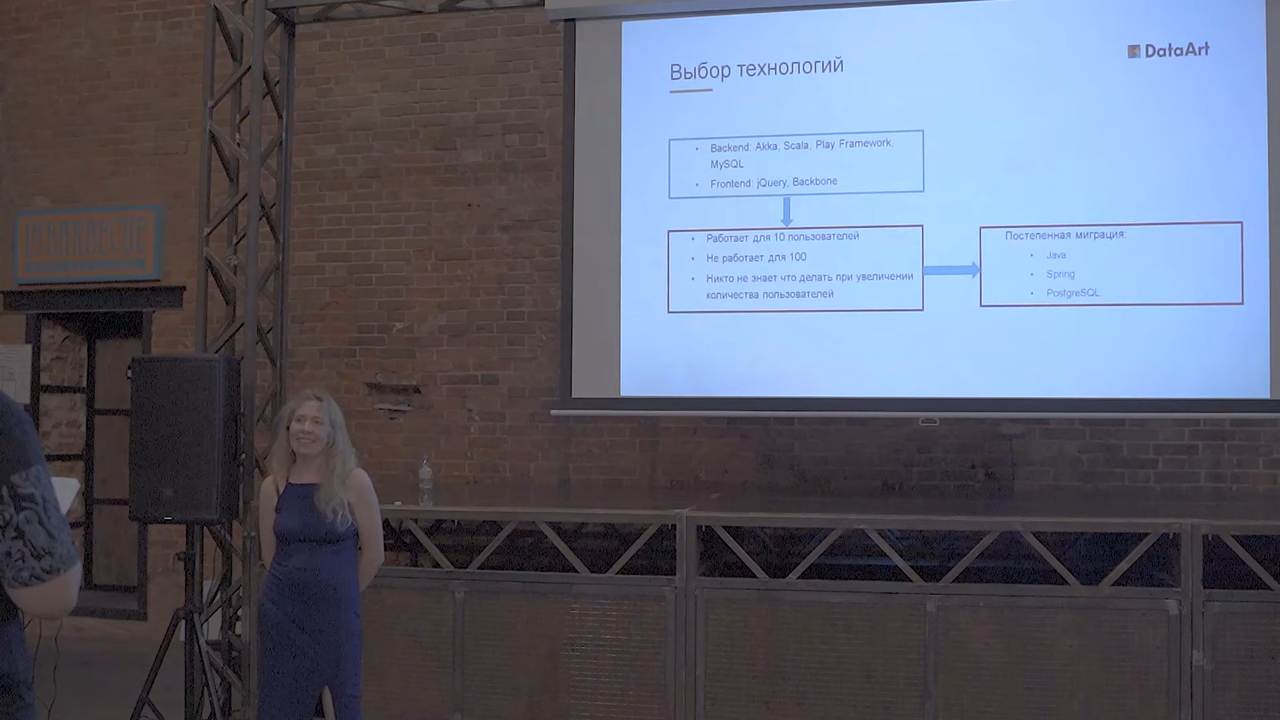 Выбор технологий
DataArt
Backend: Akka, Scala, Play Framework,
MySQL
Frontend: jQuery, Backbone
Работает для 10 пользователей
Не работает для 100
Никто не знает что делать при увеличении
количества пользователей
Постепенная миграция:
Java
Spring
PostgreSQL